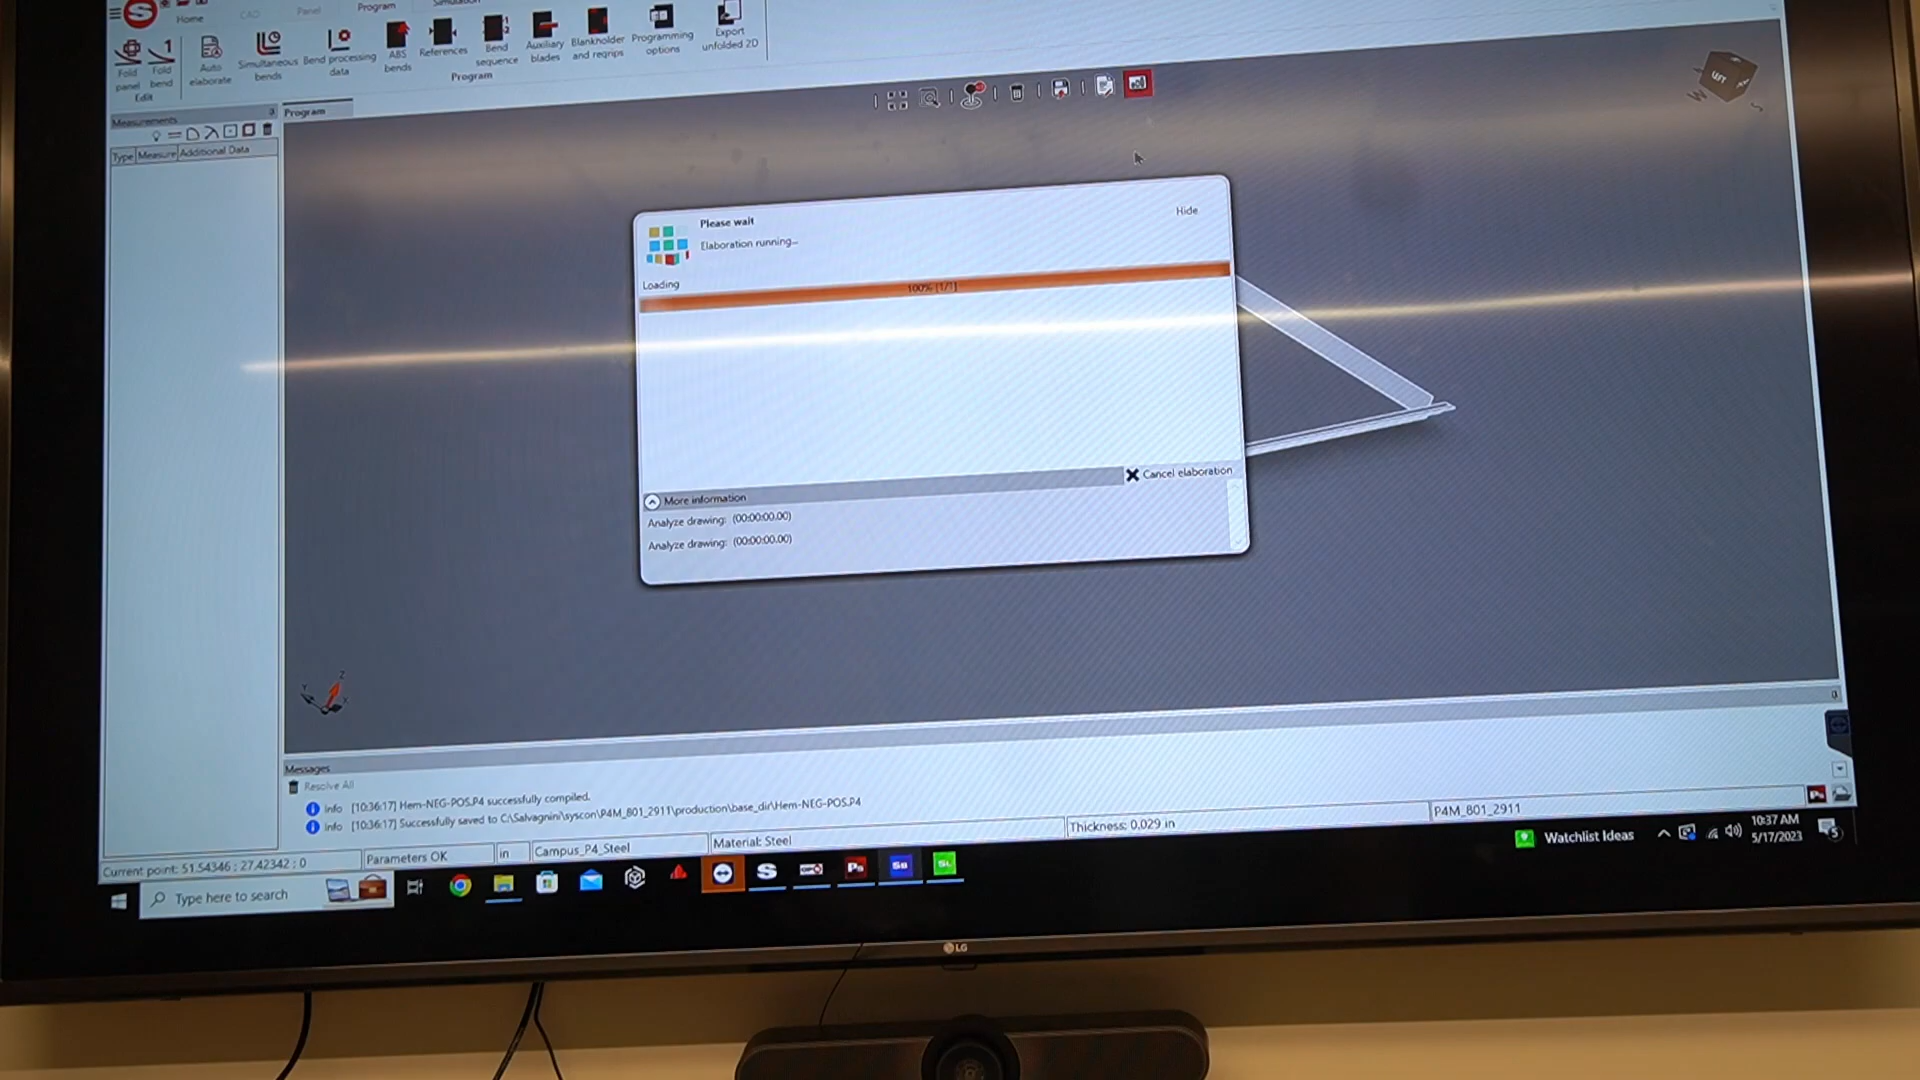 Home
CAD
Panel
Program
Fold panel
Fold bend
Edit
Auto elaborate
Simultaneous bends
Bend processing data
ABS bends
References
Bend sequence
Auxiliary blades
Blankholder and regrips
Programming options
Export unfolded 2D
Program
Measurements
Type Measure Additional Data
Program
LEFT
W
S
Please wait
Hide
Elaboration running...
Loading
100% [1/1]
Cancel elaboration
More information
Analyze drawing: (00:00:00.00)
Analyze drawing: (00:00:00.00)
Z
Y
X
Messages
Resolve All
Info [10:36:17] Hem-NEG-POS.P4 successfully compiled.
Info [10:36:17] Successfully saved to C:\Salvagnini\syscon\P4M_801_2911\production\base_dir\Hem-NEG-POS.P4
Current point: 51.54346 ; 27.42342 ; 0
Parameters OK
in
Campus_P4_Steel
Material: Steel
Thickness: 0.029 in
P4M_801_2911
Type here to search
Watchlist Ideas
10:37 AM
5/17/2023
5
LG